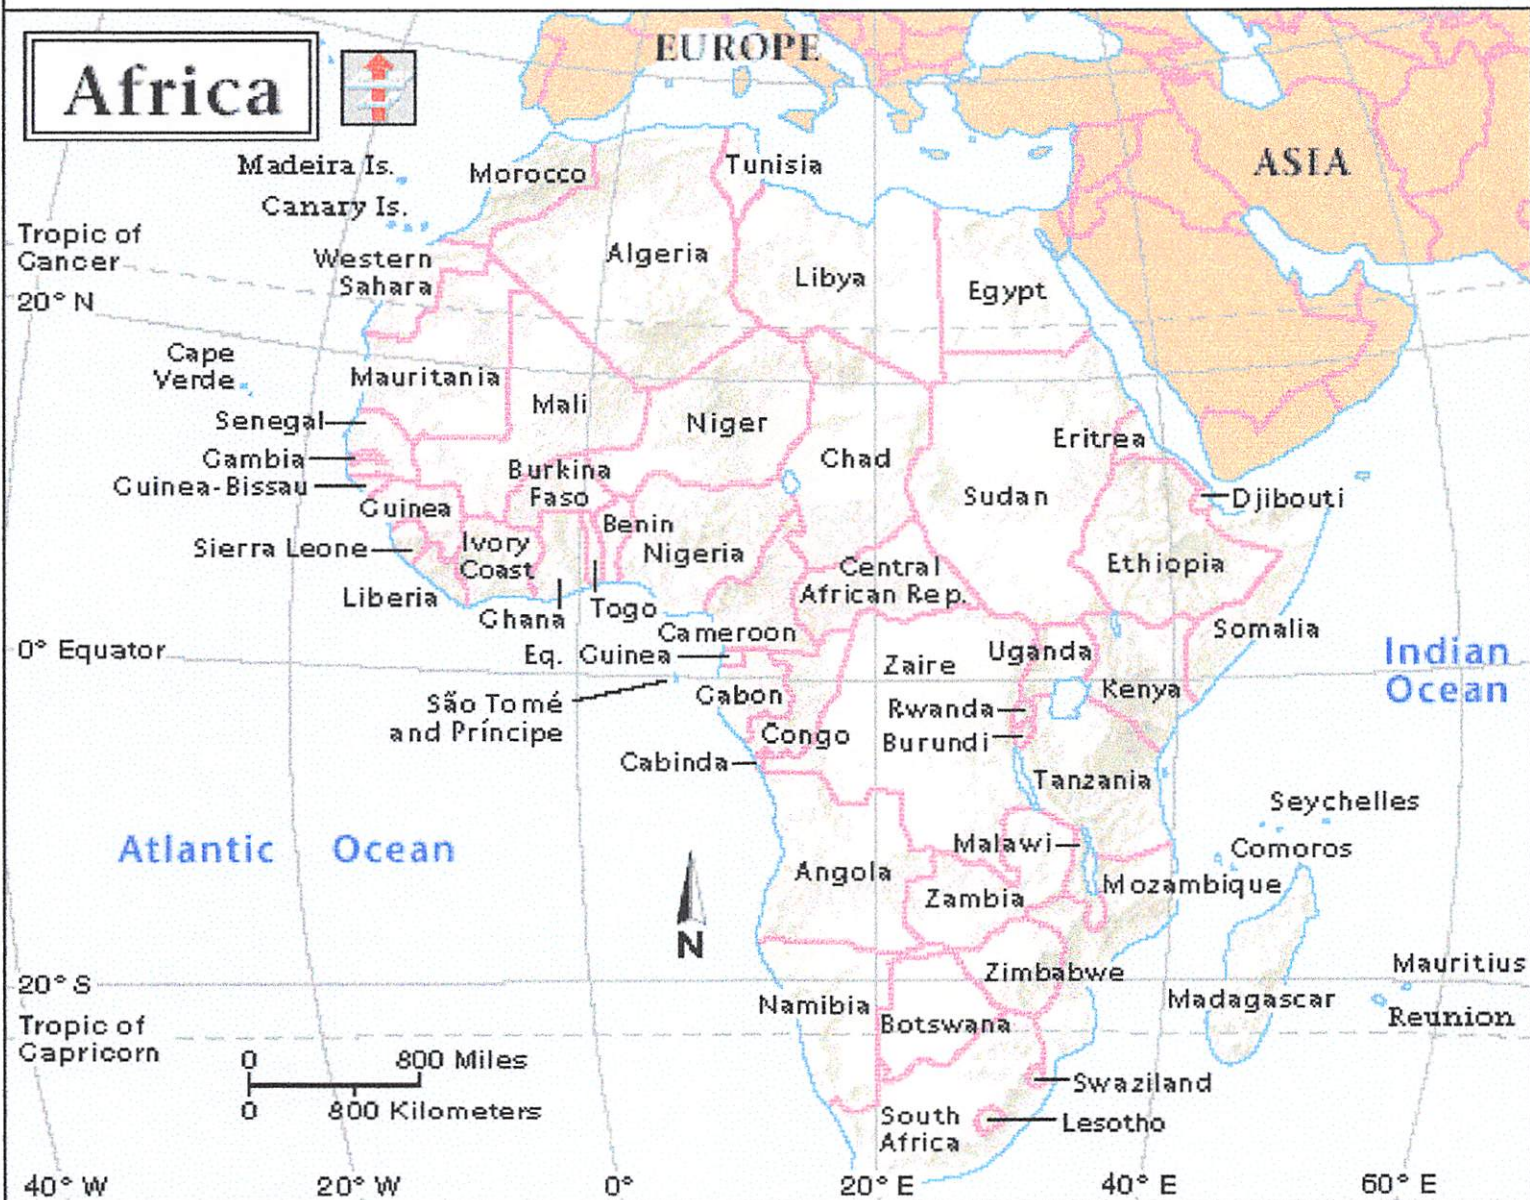 Africa
EUROPE
ASIA
Madeira Is.
Canary Is.
Morocco
Tunisia
Tropic of
Cancer
Western
Sahara
Algeria
Libya
Egypt
20° N
Cape
Verde
Mauritania
Mali
Niger
Chad
Sudan
Eritrea
Senegal
Gambia
Guinea-Bissau
Guinea
Burkina
Faso
Djibouti
Benin
Nigeria
Sierra Leone
Ivory
Coast
Central
African Rep.
Ethiopia
Liberia
Ghana
Togo
Cameroon
Somalia
0° Equator
Eq. Guinea
Zaire
Uganda
Kenya
Indian
Ocean
São Tomé
and Príncipe
Gabon
Congo
Rwanda
Burundi
Cabinda
Tanzania
Seychelles
Atlantic Ocean
Malawi
Comoros
Angola
Zambia
Mozambique
N
20° S
Zimbabwe
Mauritius
Namibia
Botswana
Madagascar
Reunion
Tropic of
Capricorn
0 800 Miles
0 800 Kilometers
Swaziland
South
Africa
Lesotho
40° W
20° W
0°
20° E
40° E
60° E